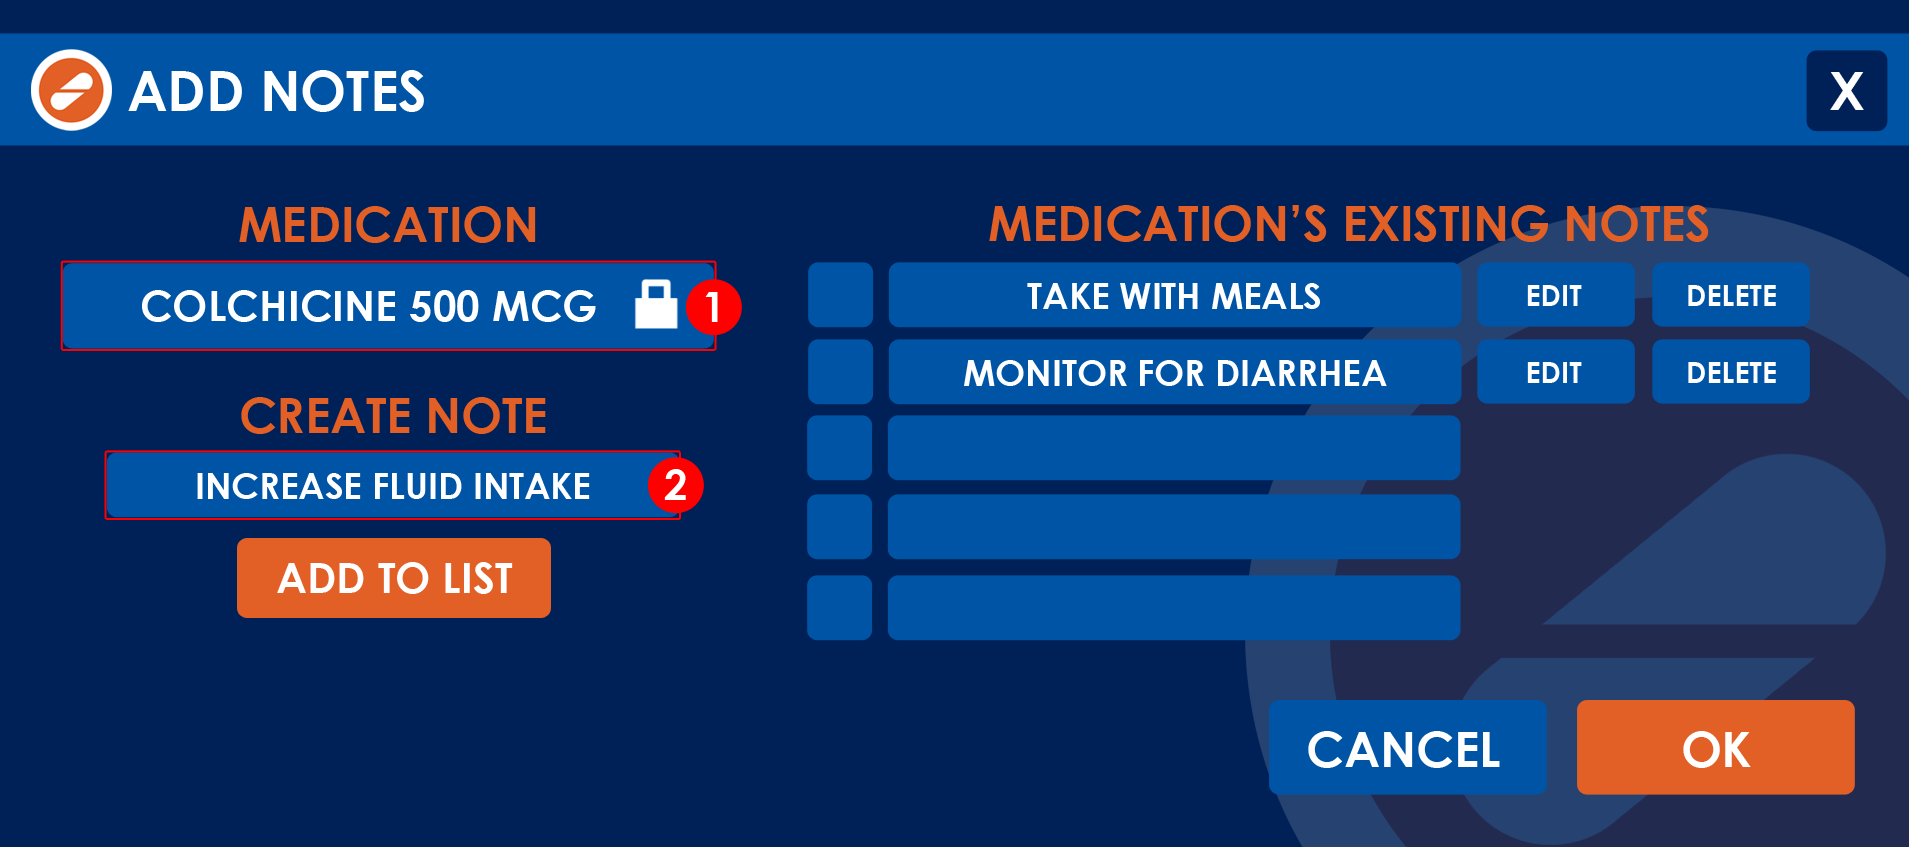 ADD NOTES
X
MEDICATION
COLCHICINE 500 MCG
1
CREATE NOTE
INCREASE FLUID INTAKE
2
ADD TO LIST
MEDICATION'S EXISTING NOTES
TAKE WITH MEALS EDIT DELETE
MONITOR FOR DIARRHEA EDIT DELETE
CANCEL OK